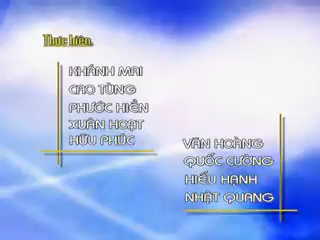 Thực hiện.
KHÁNH MAI
CAO TÙNG
PHƯỚC HIỀN
XUÂN HOẠT
HỮU PHÚC
VĂN HOÀNG
QUỐC CƯỜNG
HIẾU HẠNH
NHẬT QUANG